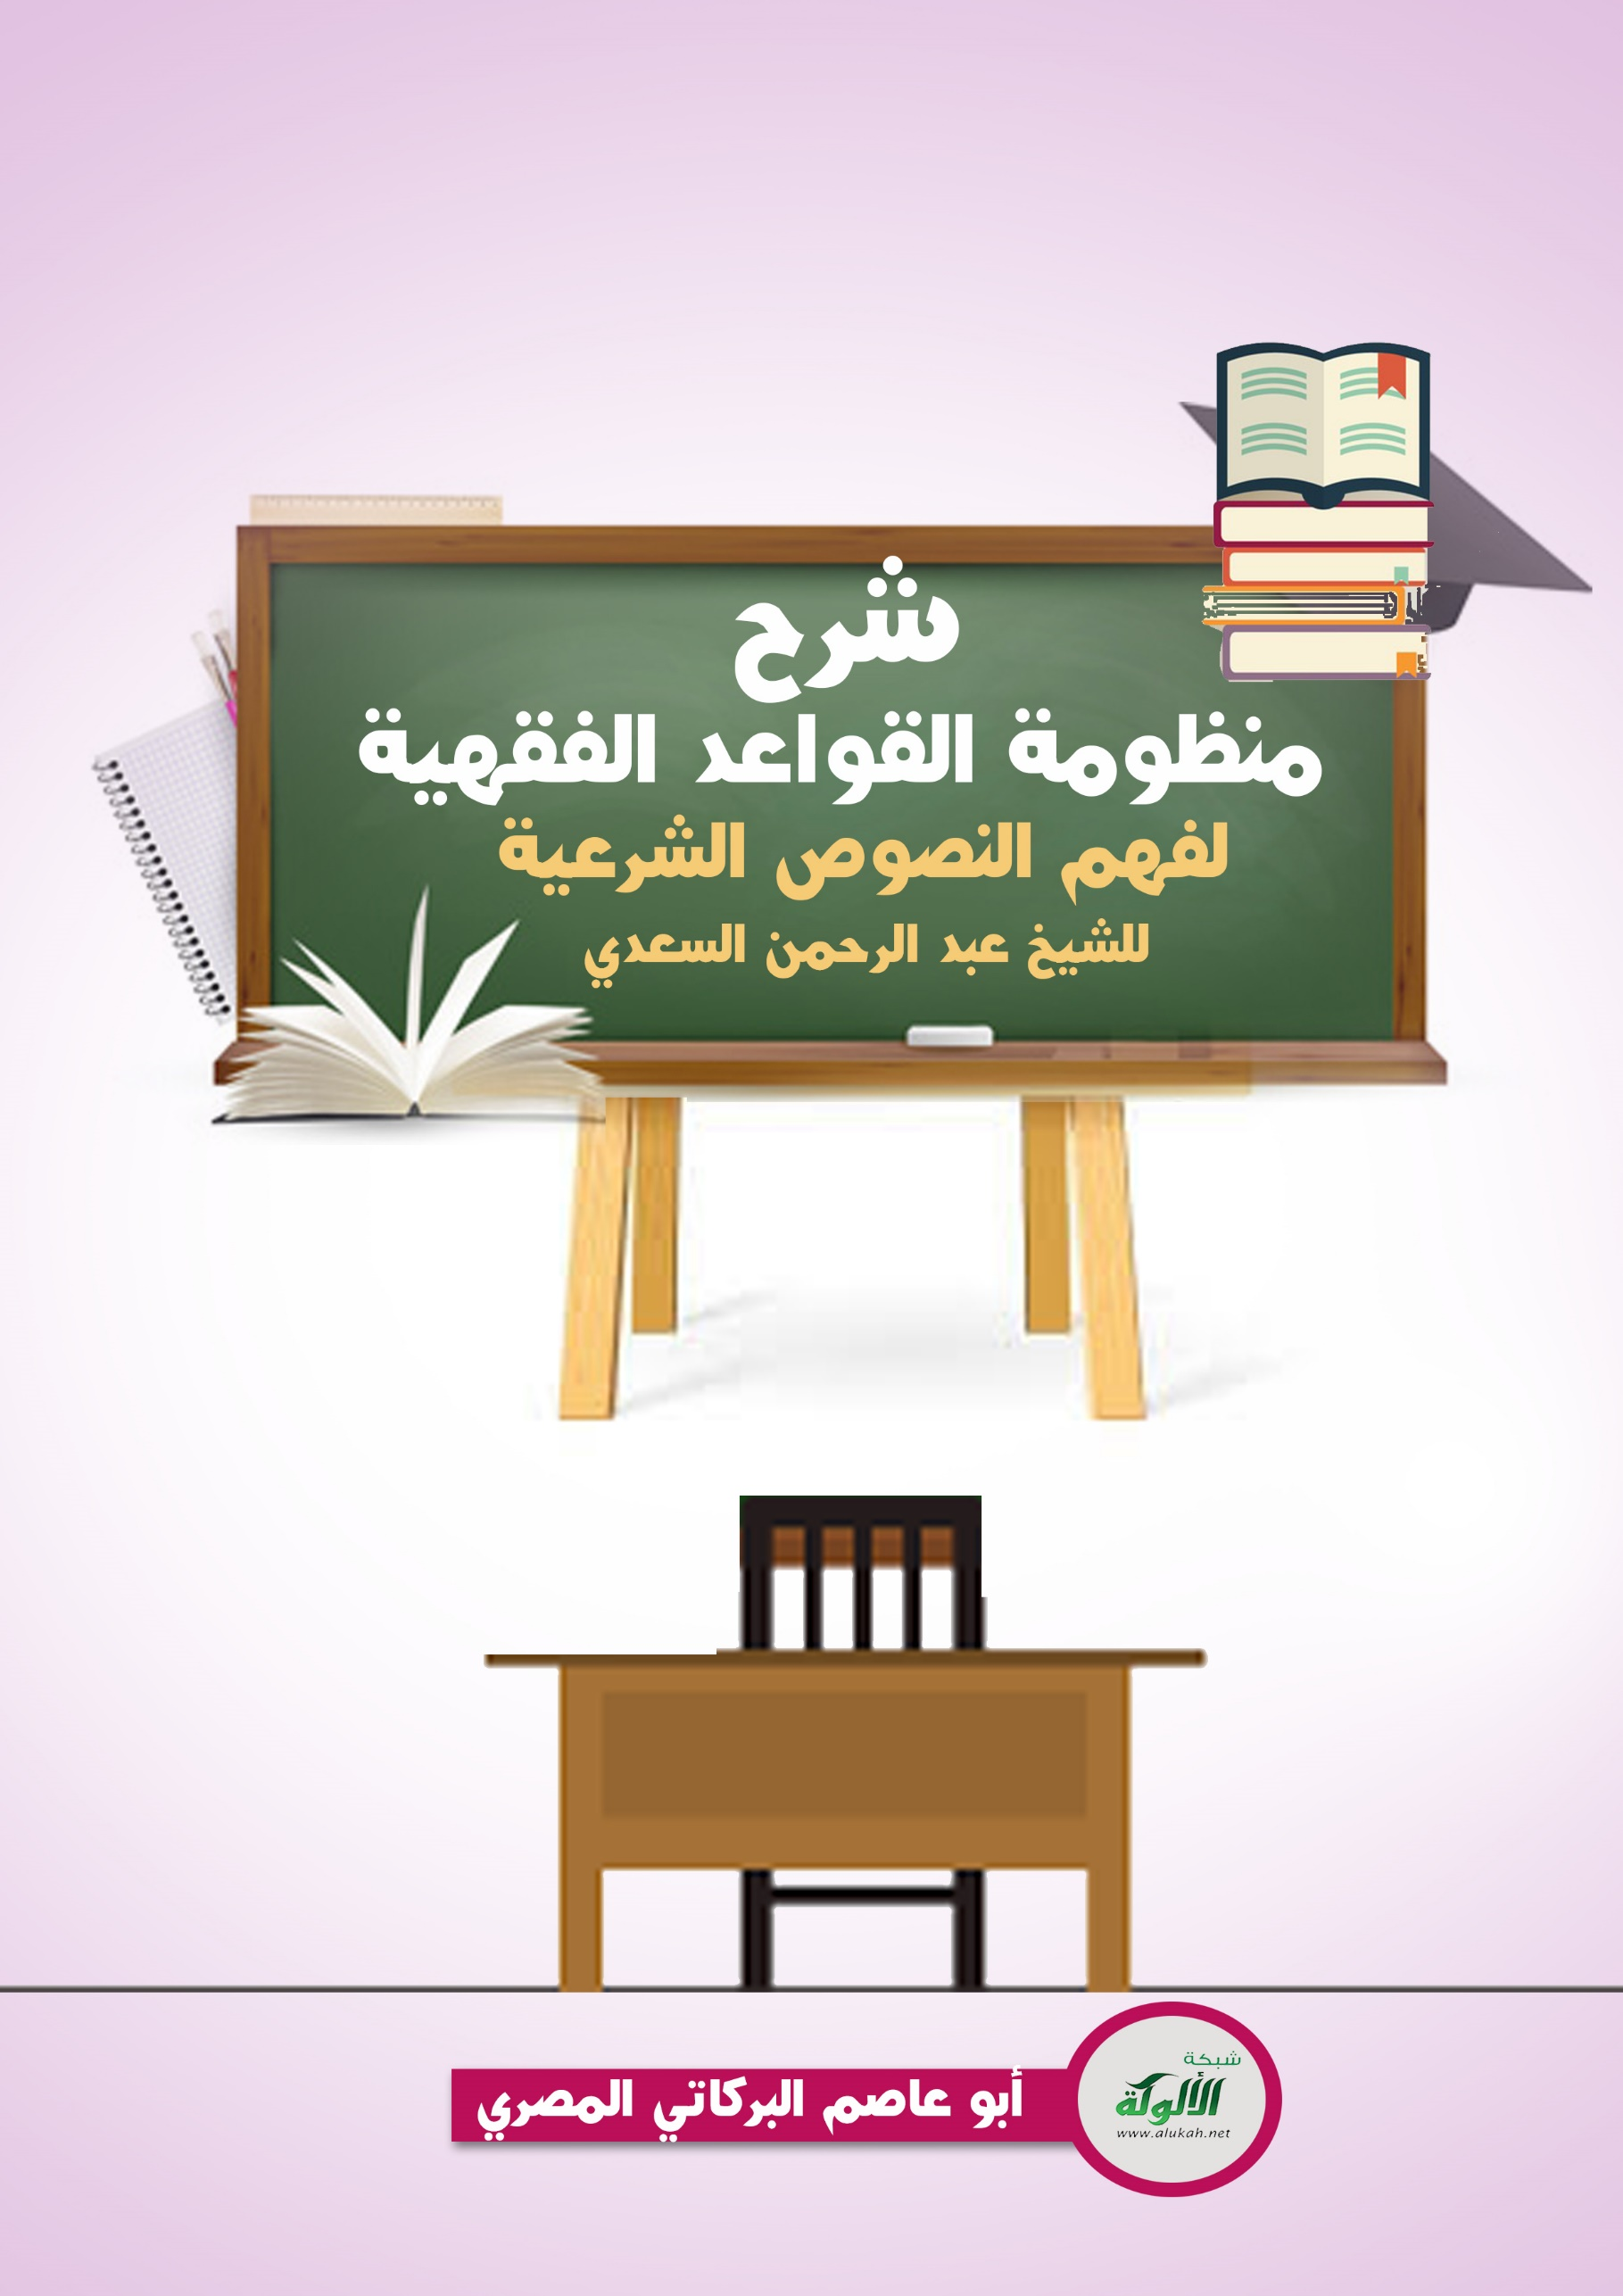 شرح
منظومة القواعد الفقهية
لفهم النصوص الشرعية
للشيخ عبد الرحمن السعدي
أبو عاصم البركاتي المصري
شبكة
الألوكة
www.alukah.net